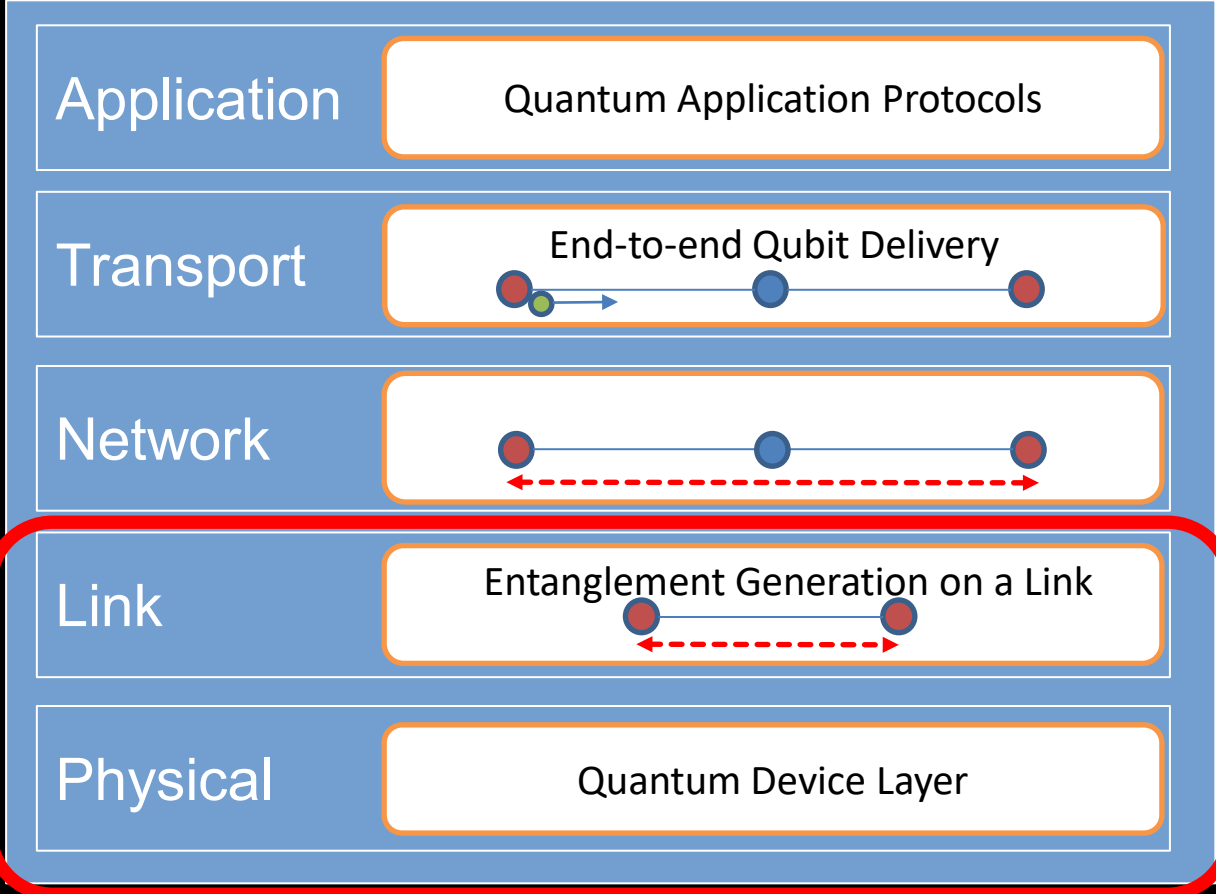 Application
Quantum Application Protocols
Transport
End-to-end Qubit Delivery
Network
Link
Entanglement Generation on a Link
Physical
Quantum Device Layer